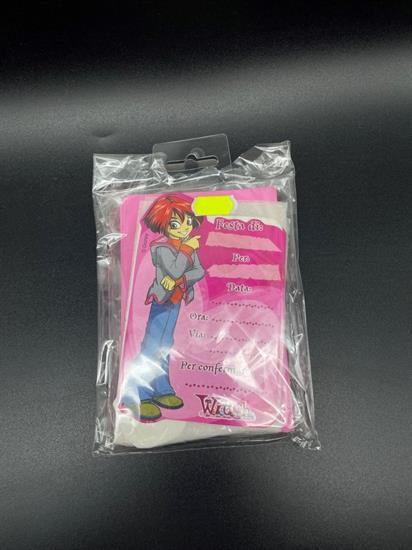 Festa di:
Per:
Data:
Ora:
Via:
Per conferma:
W.i.t.c.h.